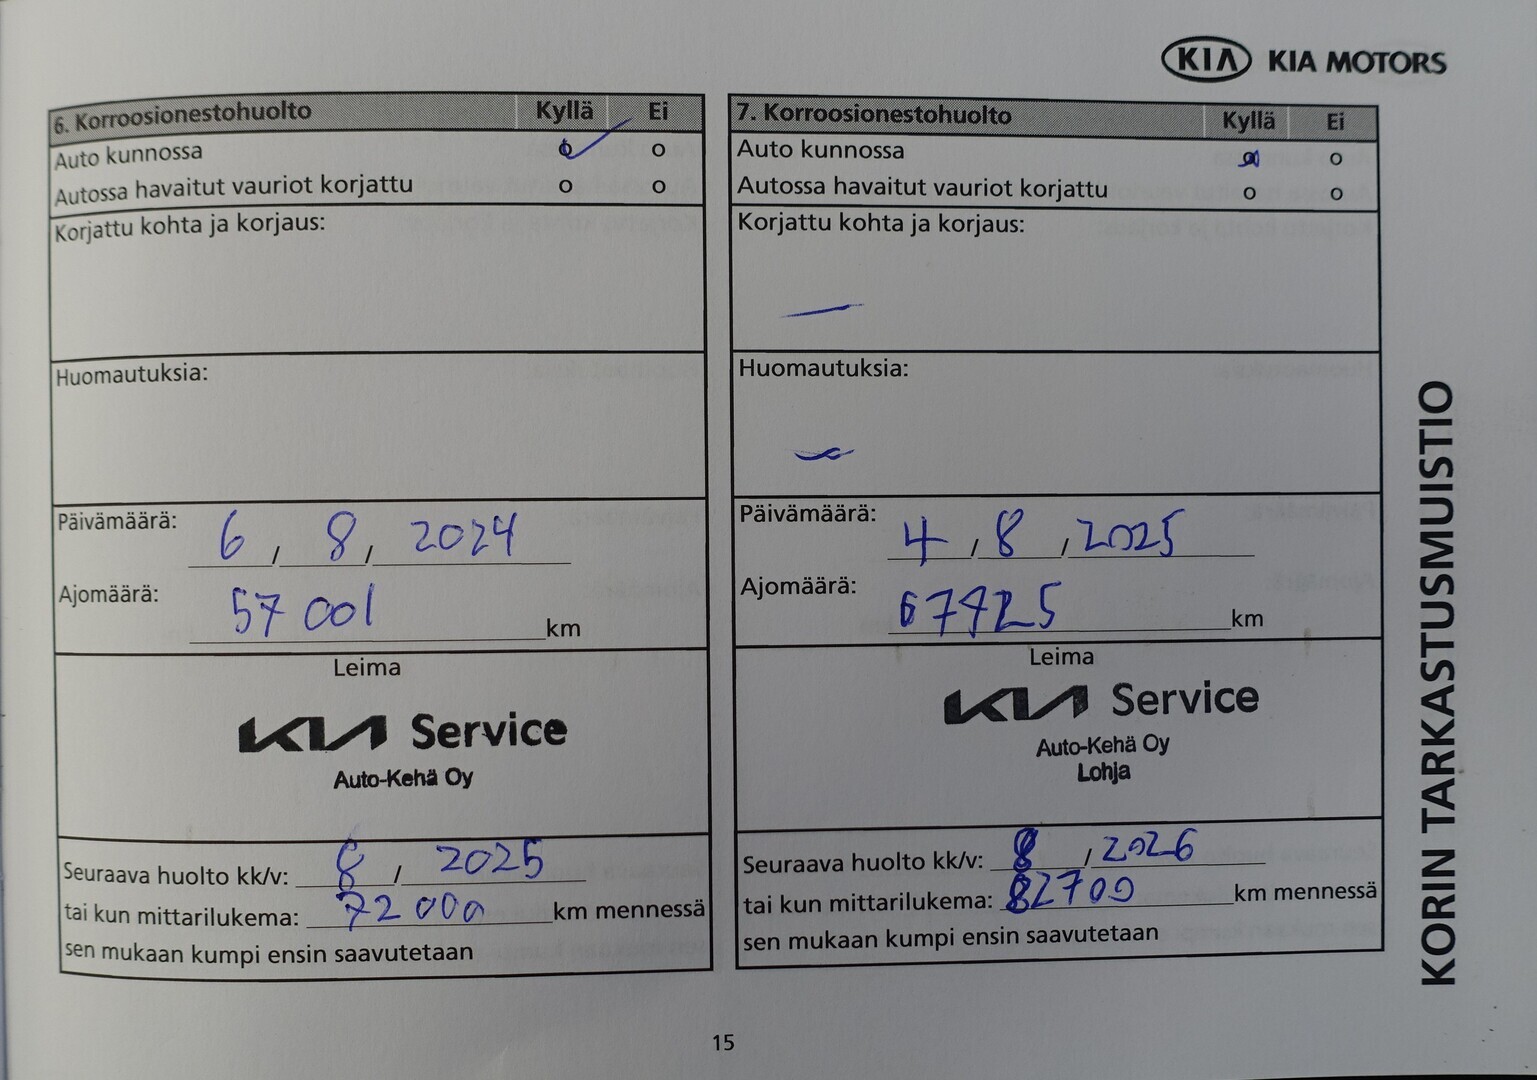 KIA KIA MOTORS
6. Korroosionestohuolto Kyllä Ei
Auto kunnossa o o
Autossa havaitut vauriot korjattu o o
Korjattu kohta ja korjaus:
Huomautuksia:
Päivämäärä: 6 / 8 / 2024
Ajomäärä: 57 001 km
Leima
KIA Service
Auto-Kehä Oy
Seuraava huolto kk/v: 8 / 2025
tai kun mittarilukema: 72 000 km mennessä
sen mukaan kumpi ensin saavutetaan
7. Korroosionestohuolto Kyllä Ei
Auto kunnossa o o
Autossa havaitut vauriot korjattu o o
Korjattu kohta ja korjaus:
—
Huomautuksia:
Päivämäärä: 4 / 8 / 2025
Ajomäärä: 67725 km
Leima
KIA Service
Auto-Kehä Oy
Lohja
Seuraava huolto kk/v: 8 / 2026
tai kun mittarilukema: 82700 km mennessä
sen mukaan kumpi ensin saavutetaan
KORIN TARKASTUSMUISTIO
15